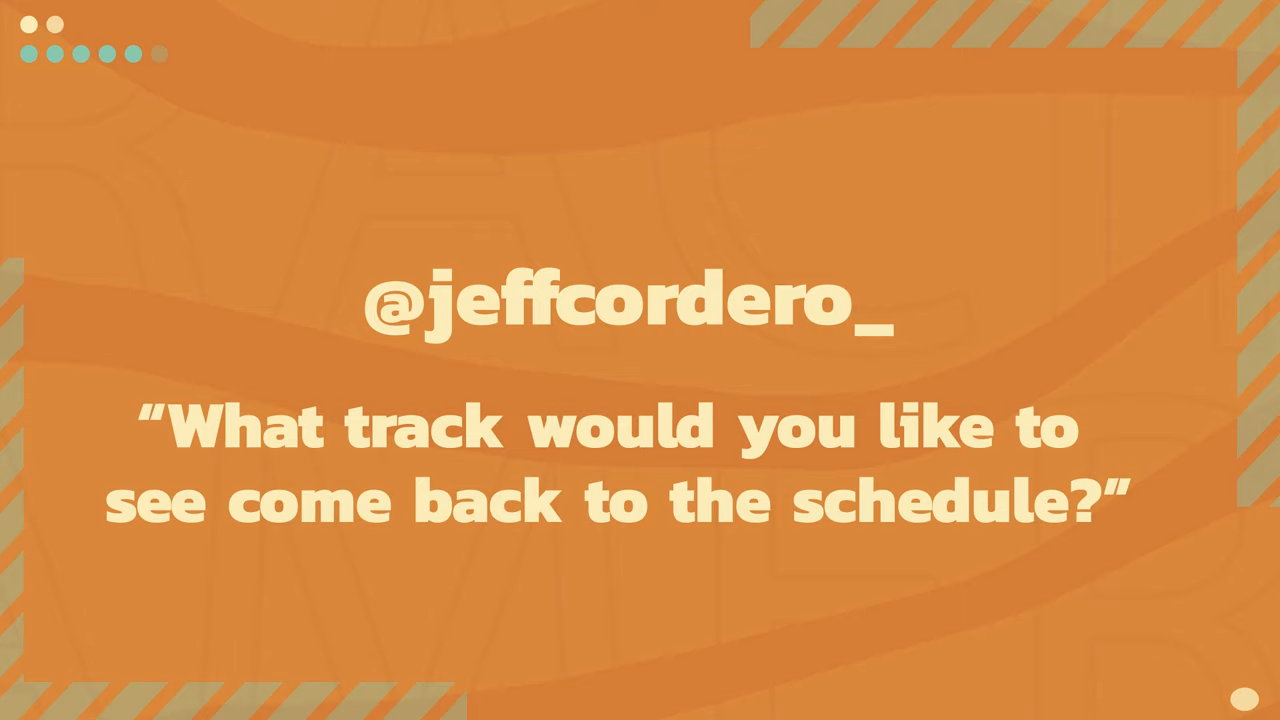 @jeffcordero_
“What track would you like to
see come back to the schedule?”